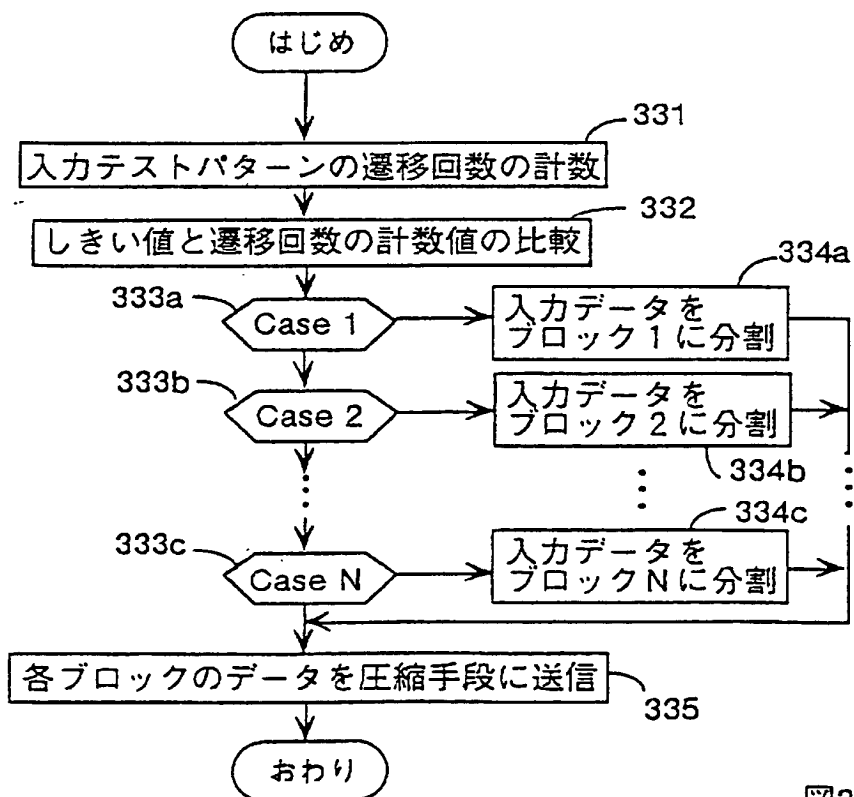 はじめ
331
入力テストパターンの遷移回数の計数
332
しきい値と遷移回数の計数値の比較
334a
333a
Case 1
入力データを
ブロック1に分割
333b
Case 2
入力データを
ブロック2に分割
334b
334c
333c
Case N
入力データを
ブロックNに分割
各ブロックのデータを圧縮手段に送信
335
おわり